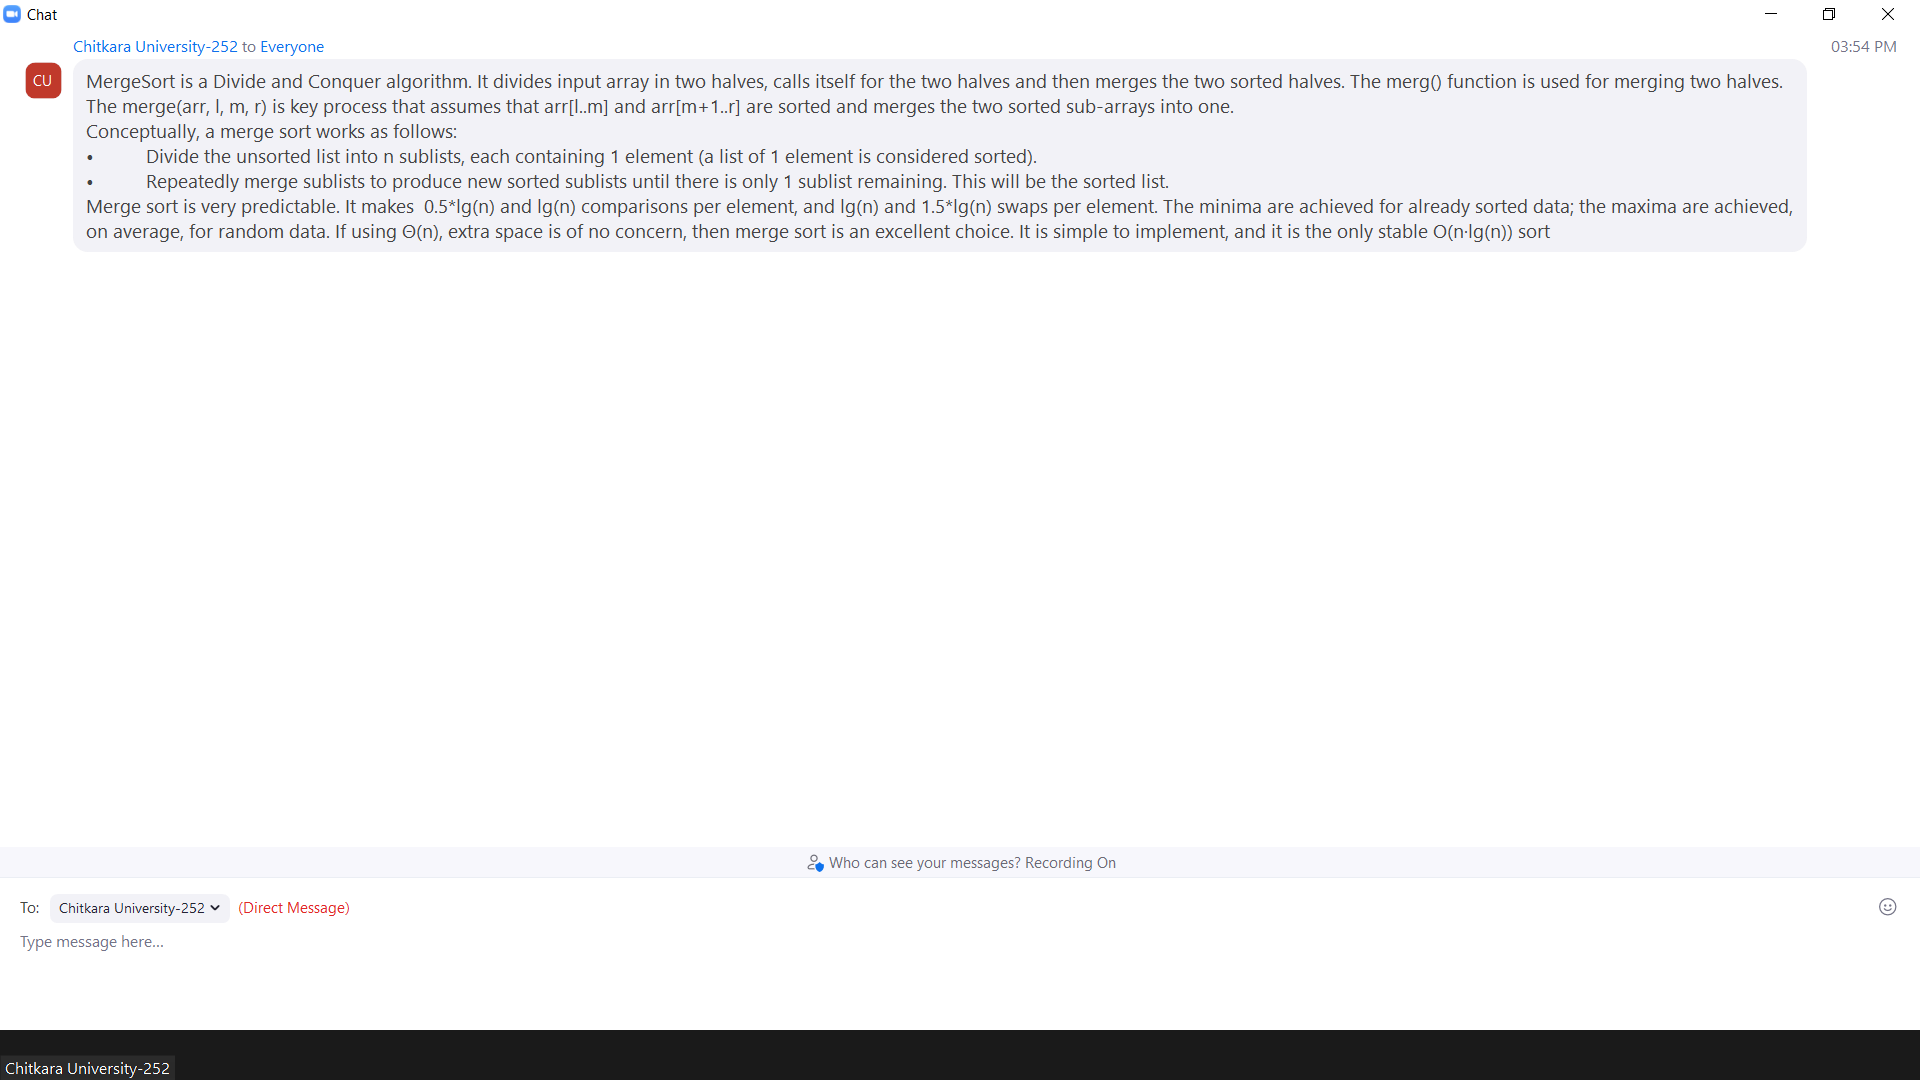 Chat
Chitkara University-252 to Everyone
03:54 PM
CU
MergeSort is a Divide and Conquer algorithm. It divides input array in two halves, calls itself for the two halves and then merges the two sorted halves. The merg() function is used for merging two halves.
The merge(arr, l, m, r) is key process that assumes that arr[l..m] and arr[m+1..r] are sorted and merges the two sorted sub-arrays into one.
Conceptually, a merge sort works as follows:
• Divide the unsorted list into n sublists, each containing 1 element (a list of 1 element is considered sorted).
• Repeatedly merge sublists to produce new sorted sublists until there is only 1 sublist remaining. This will be the sorted list.
Merge sort is very predictable. It makes  0.5*lg(n) and lg(n) comparisons per element, and lg(n) and 1.5*lg(n) swaps per element. The minima are achieved for already sorted data; the maxima are achieved,
on average, for random data. If using Θ(n), extra space is of no concern, then merge sort is an excellent choice. It is simple to implement, and it is the only stable O(n·lg(n)) sort
Who can see your messages? Recording On
To: Chitkara University-252 (Direct Message)
Type message here...
Chitkara University-252